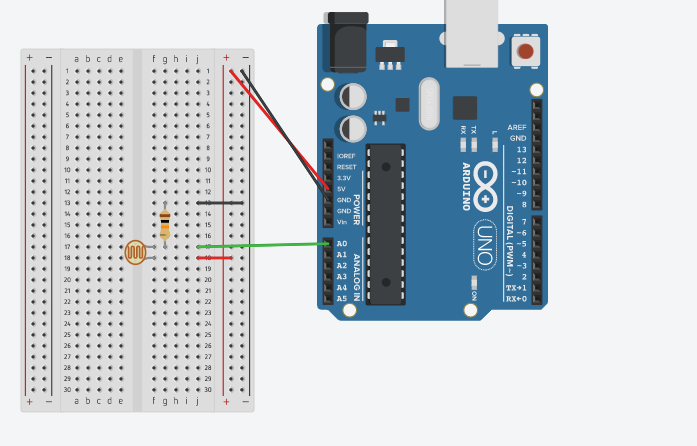 + − a b c d e f g h i j + −
1 1
2 2
3 3
4 4
5 5
6 6
7 7
8 8
9 9
10 10
11 11
12 12
13
14 14
15 15
16 16
17
18
19 19
20 20
21 21
22 22
23 23
24 24
25 25
26 26
27 27
28 28
29 29
30 30
+ − a b c d e f g h i j + −
IOREF
RESET
3.3V
5V
GND
GND
Vin
POWER
A0
A1
A2
A3
A4
A5
ANALOG IN
RX
TX
L
ARDUINO
UNO
ON
DIGITAL (PWM~)
AREF
GND
13
12
~11
~10
~9
8
7
~6
~5
4
~3
2
TX→1
RX←0